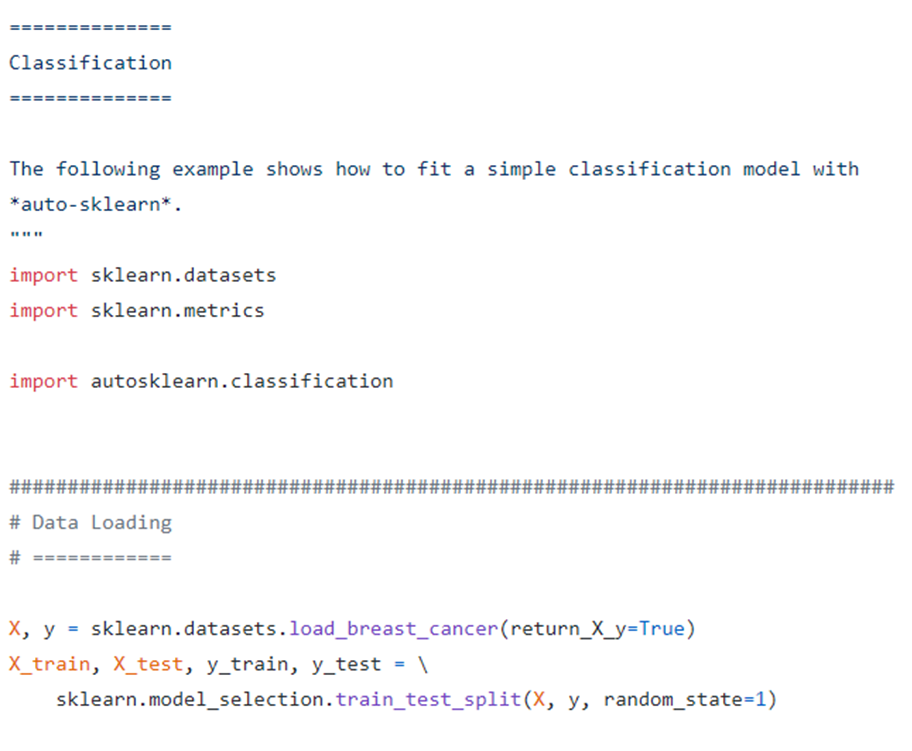 ==============
Classification
==============
The following example shows how to fit a simple classification model with
*auto-sklearn*.
"""
import sklearn.datasets
import sklearn.metrics
import autosklearn.classification
############################################################################
# Data Loading
# ============
X, y = sklearn.datasets.load_breast_cancer(return_X_y=True)
X_train, X_test, y_train, y_test = \
    sklearn.model_selection.train_test_split(X, y, random_state=1)